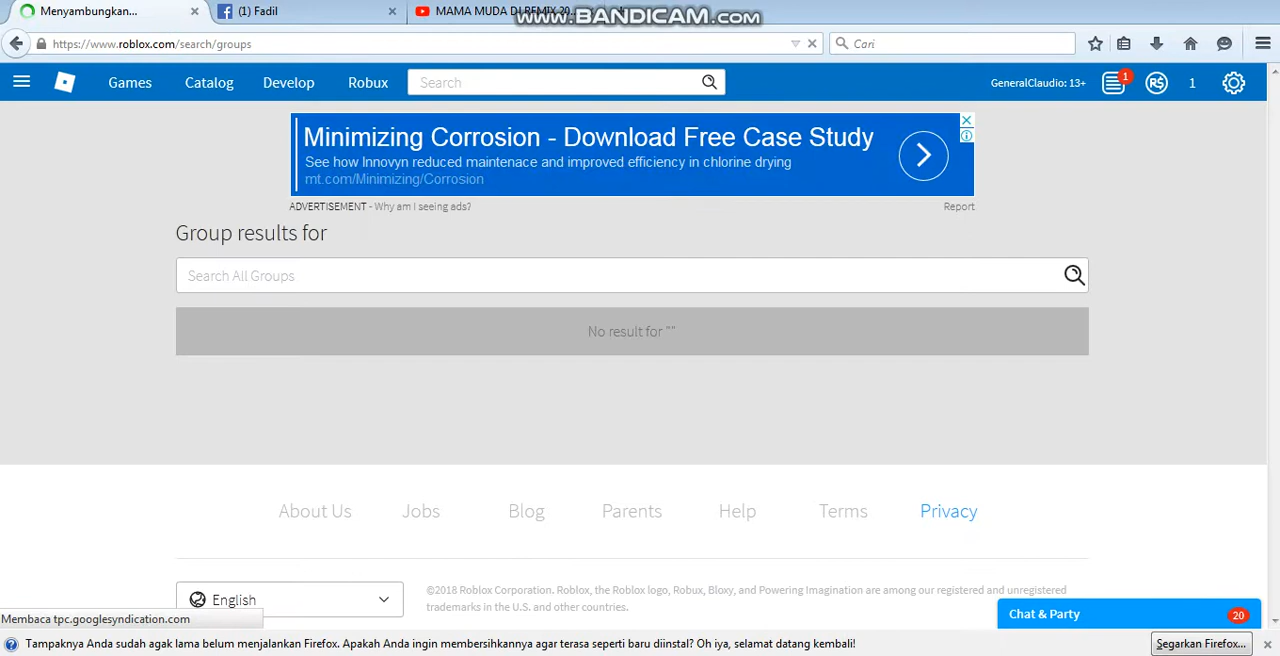 Menyambungkan...
(1) Fadil
MAMA MUDA DJ REMIX 20
www.BANDICAM.com
https://www.roblox.com/search/groups
Cari
Games
Catalog
Develop
Robux
Search
GeneralClaudio: 13+
1
R$
1
Minimizing Corrosion - Download Free Case Study
See how Innovyn reduced maintenace and improved efficiency in chlorine drying
mt.com/Minimizing/Corrosion
ADVERTISEMENT - Why am I seeing ads?
Report
Group results for
Search All Groups
No result for ""
About Us
Jobs
Blog
Parents
Help
Terms
Privacy
English
©2018 Roblox Corporation. Roblox, the Roblox logo, Robux, Bloxy, and Powering Imagination are among our registered and unregistered
trademarks in the U.S. and other countries.
Chat & Party
20
Membaca tpc.googlesyndication.com
Tampaknya Anda sudah agak lama belum menjalankan Firefox. Apakah Anda ingin membersihkannya agar terasa seperti baru diinstal? Oh iya, selamat datang kembali!
Segarkan Firefox...